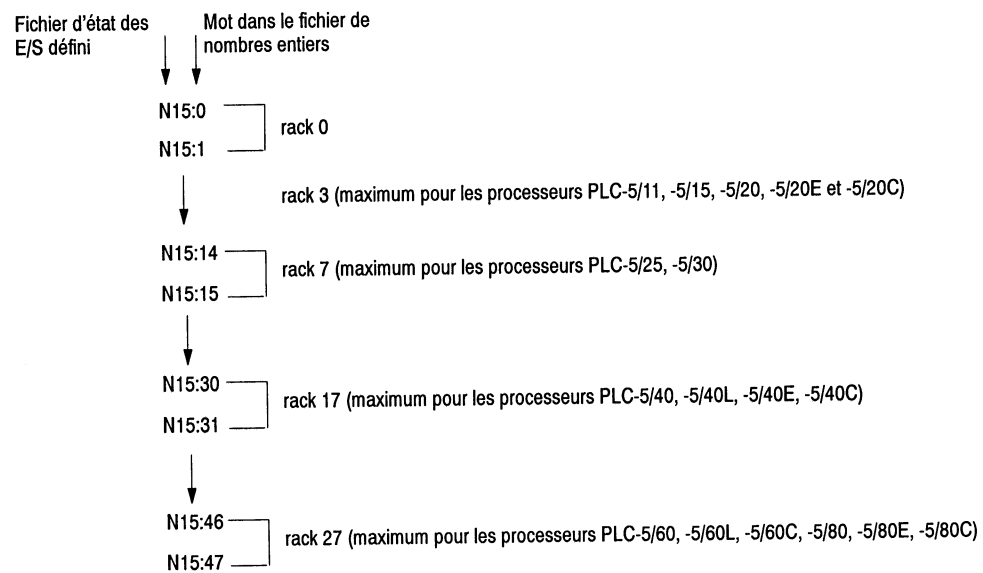 Fichier d'état des
E/S défini
Mot dans le fichier de
nombres entiers
N15:0
N15:1
rack 0
rack 3 (maximum pour les processeurs PLC-5/11, -5/15, -5/20, -5/20E et -5/20C)
N15:14
N15:15
rack 7 (maximum pour les processeurs PLC-5/25, -5/30)
N15:30
N15:31
rack 17 (maximum pour les processeurs PLC-5/40, -5/40L, -5/40E, -5/40C)
N15:46
N15:47
rack 27 (maximum pour les processeurs PLC-5/60, -5/60L, -5/60C, -5/80, -5/80E, -5/80C)